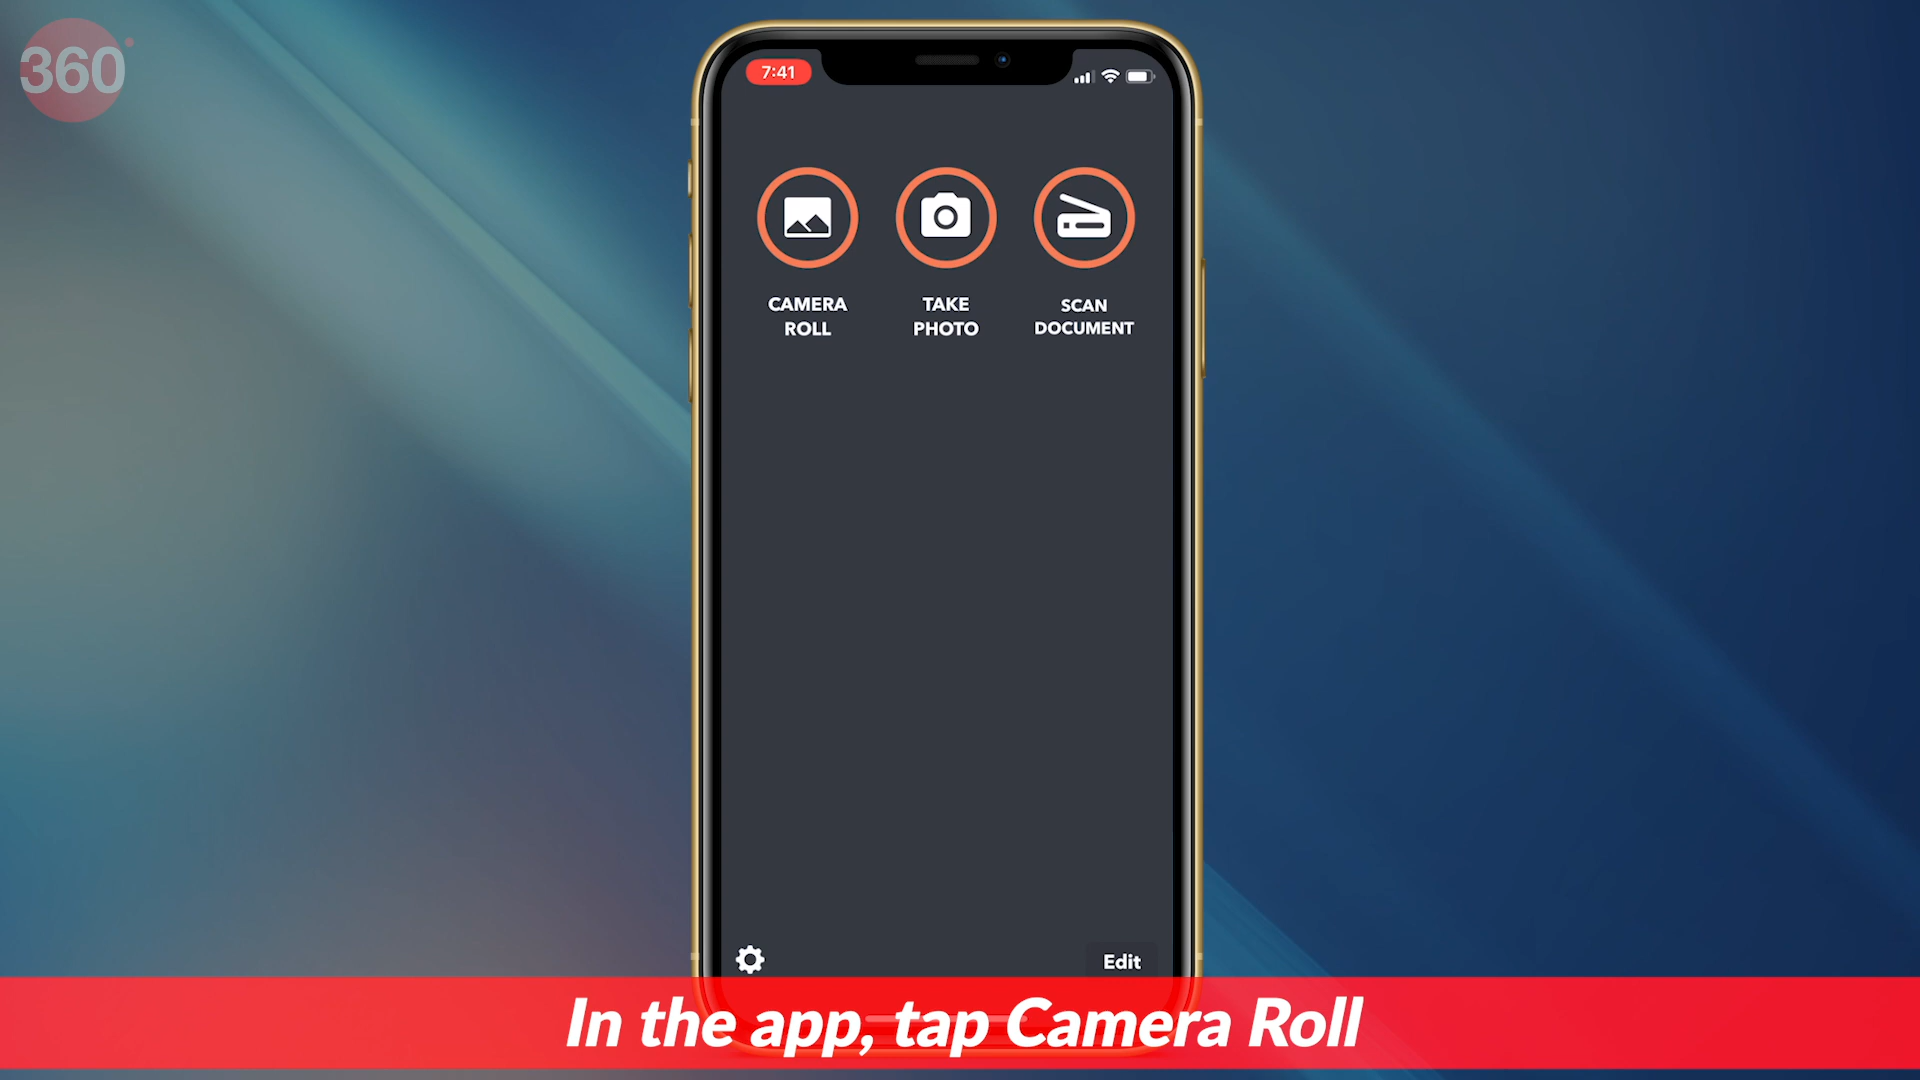 360
7:41
CAMERA
ROLL
TAKE
PHOTO
SCAN
DOCUMENT
Edit
In the app, tap Camera Roll